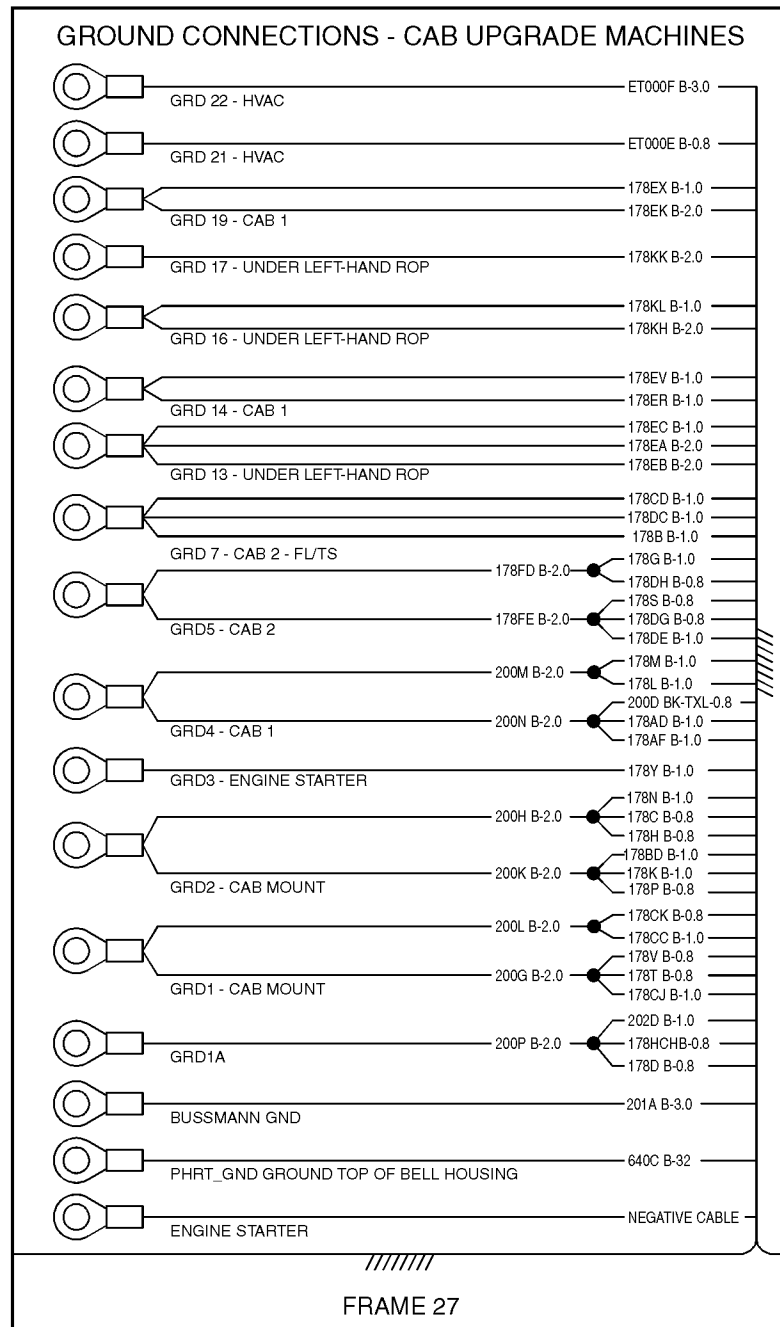 GROUND CONNECTIONS - CAB UPGRADE MACHINES
ET000F B-3.0
GRD 22 - HVAC
ET000E B-0.8
GRD 21 - HVAC
178EX B-1.0
178EK B-2.0
GRD 19 - CAB 1
178KK B-2.0
GRD 17 - UNDER LEFT-HAND ROP
178KL B-1.0
178KH B-2.0
GRD 16 - UNDER LEFT-HAND ROP
178EV B-1.0
178ER B-1.0
GRD 14 - CAB 1
178EC B-1.0
178EA B-2.0
178EB B-2.0
GRD 13 - UNDER LEFT-HAND ROP
178CD B-1.0
178DC B-1.0
178B B-1.0
GRD 7 - CAB 2 - FL/TS
178G B-1.0
178FD B-2.0
178DH B-0.8
178S B-0.8
178FE B-2.0
178DG B-0.8
GRD5 - CAB 2
178DE B-1.0
178M B-1.0
200M B-2.0
178L B-1.0
200D BK-TXL-0.8
200N B-2.0
178AD B-1.0
GRD4 - CAB 1
178AF B-1.0
178Y B-1.0
GRD3 - ENGINE STARTER
178N B-1.0
200H B-2.0
178C B-0.8
178H B-0.8
178BD B-1.0
200K B-2.0
178K B-1.0
GRD2 - CAB MOUNT
178P B-0.8
178CK B-0.8
200L B-2.0
178CC B-1.0
178V B-0.8
200G B-2.0
178T B-0.8
GRD1 - CAB MOUNT
178CJ B-1.0
202D B-1.0
200P B-2.0
178HCHB-0.8
GRD1A
178D B-0.8
201A B-3.0
BUSSMANN GND
640C B-32
PHRT_GND GROUND TOP OF BELL HOUSING
NEGATIVE CABLE
ENGINE STARTER
FRAME 27